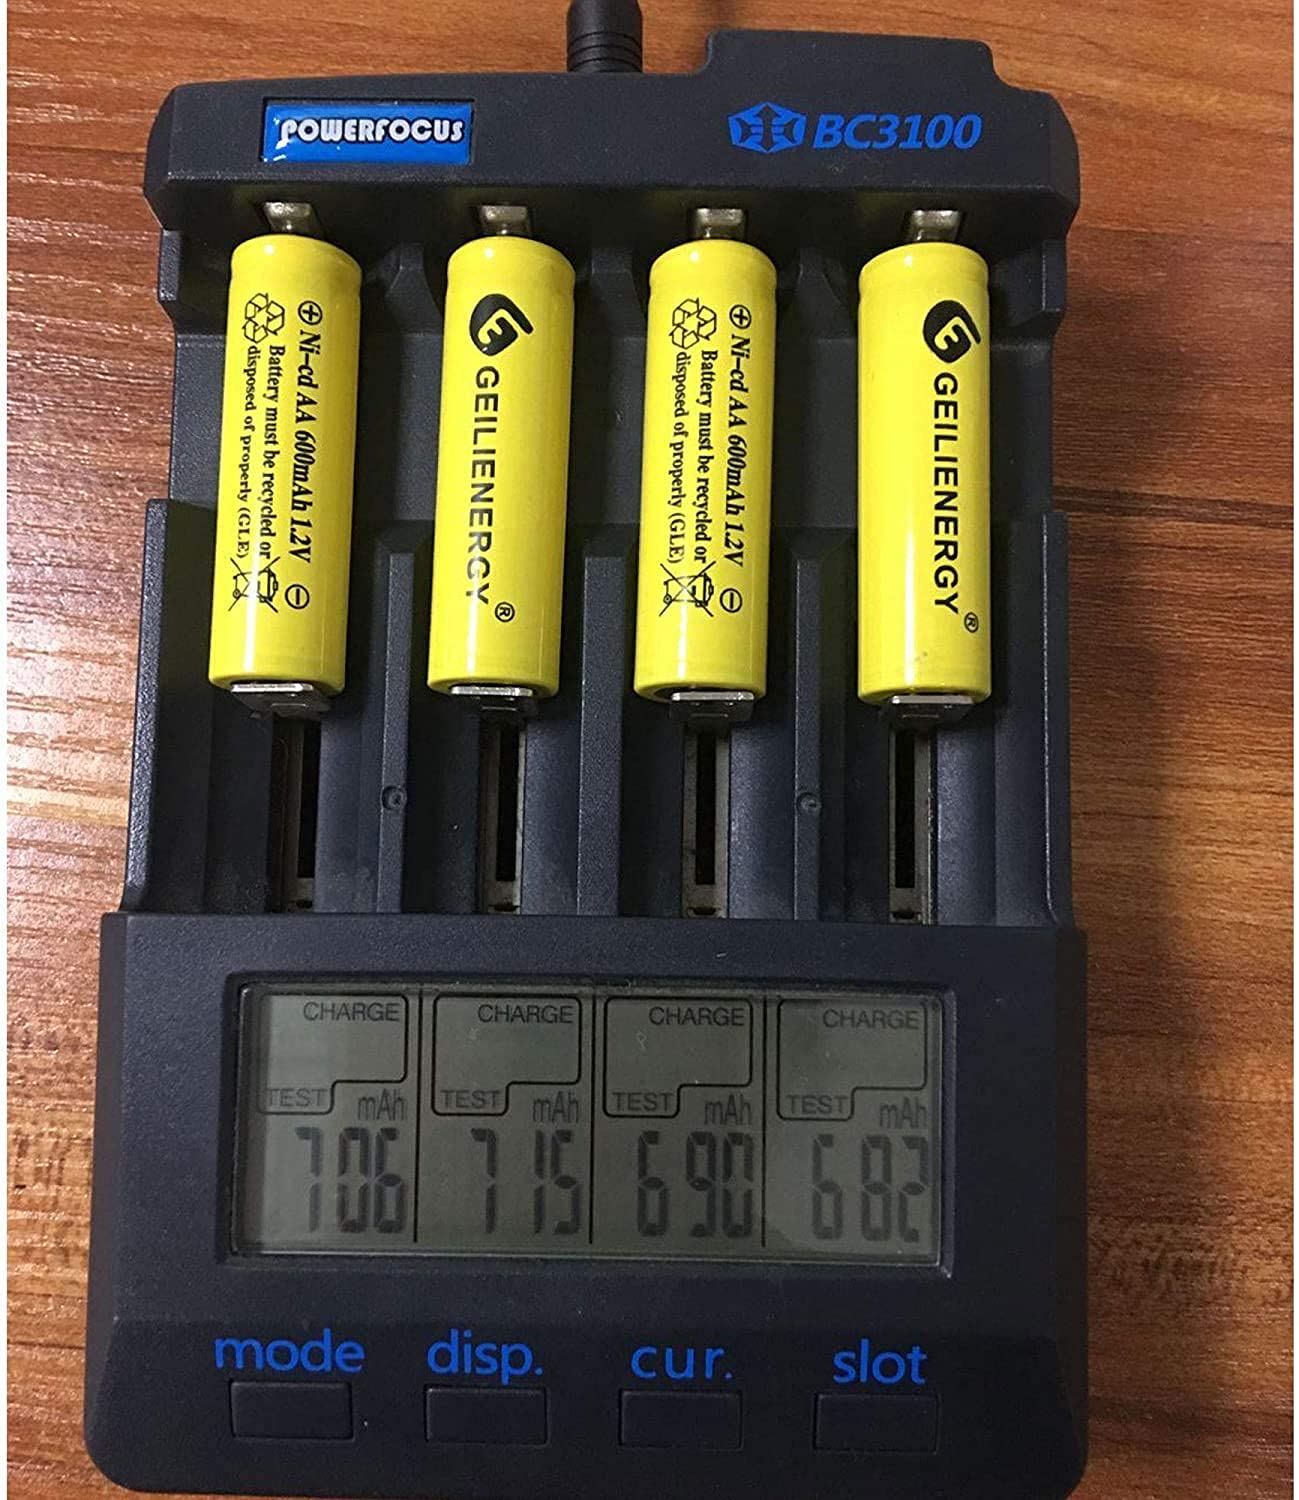 POWERFOCUS
BC3100
⊕ Ni-cd AA 600mAh 1.2V ⊖
Battery must be recycled or
disposed of properly (GLE)
GEILIENERGY®
⊕ Ni-cd AA 600mAh 1.2V ⊖
Battery must be recycled or
disposed of properly (GLE)
GEILIENERGY®
CHARGE CHARGE CHARGE CHARGE
TEST mAh TEST mAh TEST mAh TEST mAh
706 715 690 682
mode disp. cur. slot